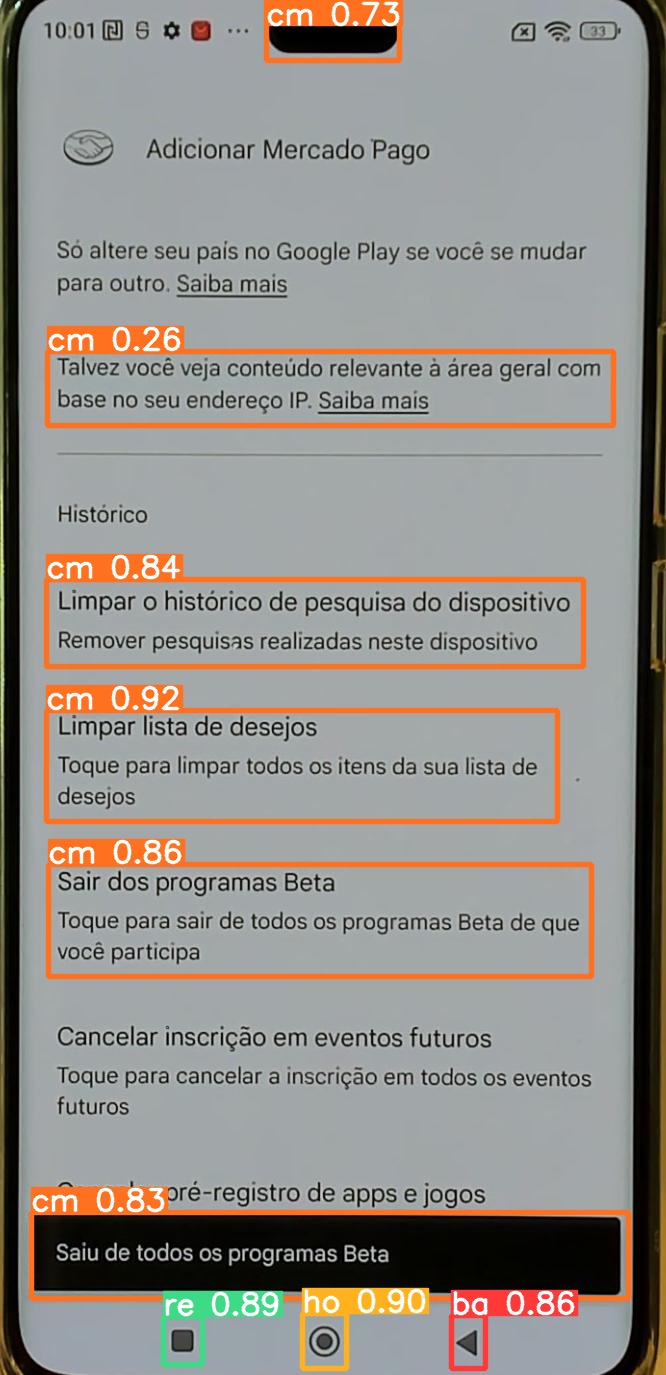 10:01
33
cm 0.73
Adicionar Mercado Pago
Só altere seu país no Google Play se você se mudar
para outro. Saiba mais
cm 0.26
Talvez você veja conteúdo relevante à área geral com
base no seu endereço IP. Saiba mais
Histórico
cm 0.84
Limpar o histórico de pesquisa do dispositivo
Remover pesquisas realizadas neste dispositivo
cm 0.92
Limpar lista de desejos
Toque para limpar todos os itens da sua lista de
desejos
cm 0.86
Sair dos programas Beta
Toque para sair de todos os programas Beta de que
você participa
Cancelar inscrição em eventos futuros
Toque para cancelar a inscrição em todos os eventos
futuros
pré-registro de apps e jogos
cm 0.83
Saiu de todos os programas Beta
re 0.89
ho 0.90
ba 0.86